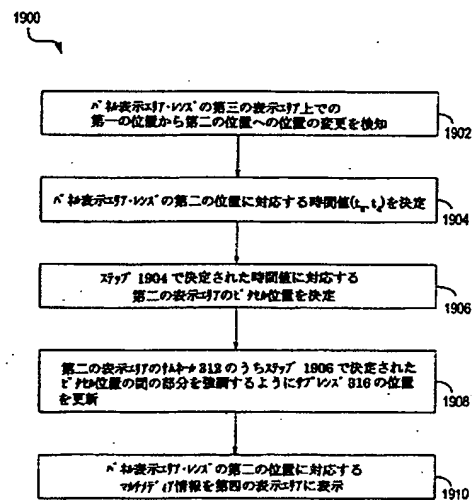 1900
パネル表示エリア・レンズの第三の表示エリア上での
第一の位置から第二の位置への位置の変更を検知
1902
パネル表示エリア・レンズの第二の位置に対応する時間値(ts, te)を決定
1904
ステップ 1904 で決定された時間値に対応する
第二の表示エリアのピクセル位置を決定
1906
第二の表示エリアのサムネール 312 のうちステップ 1906 で決定された
ピクセル位置の間の部分を強調するようにサブレンズ 316 の位置
を更新
1908
パネル表示エリア・レンズの第二の位置に対応する
マルチメディア情報を第四の表示エリアに表示
1910